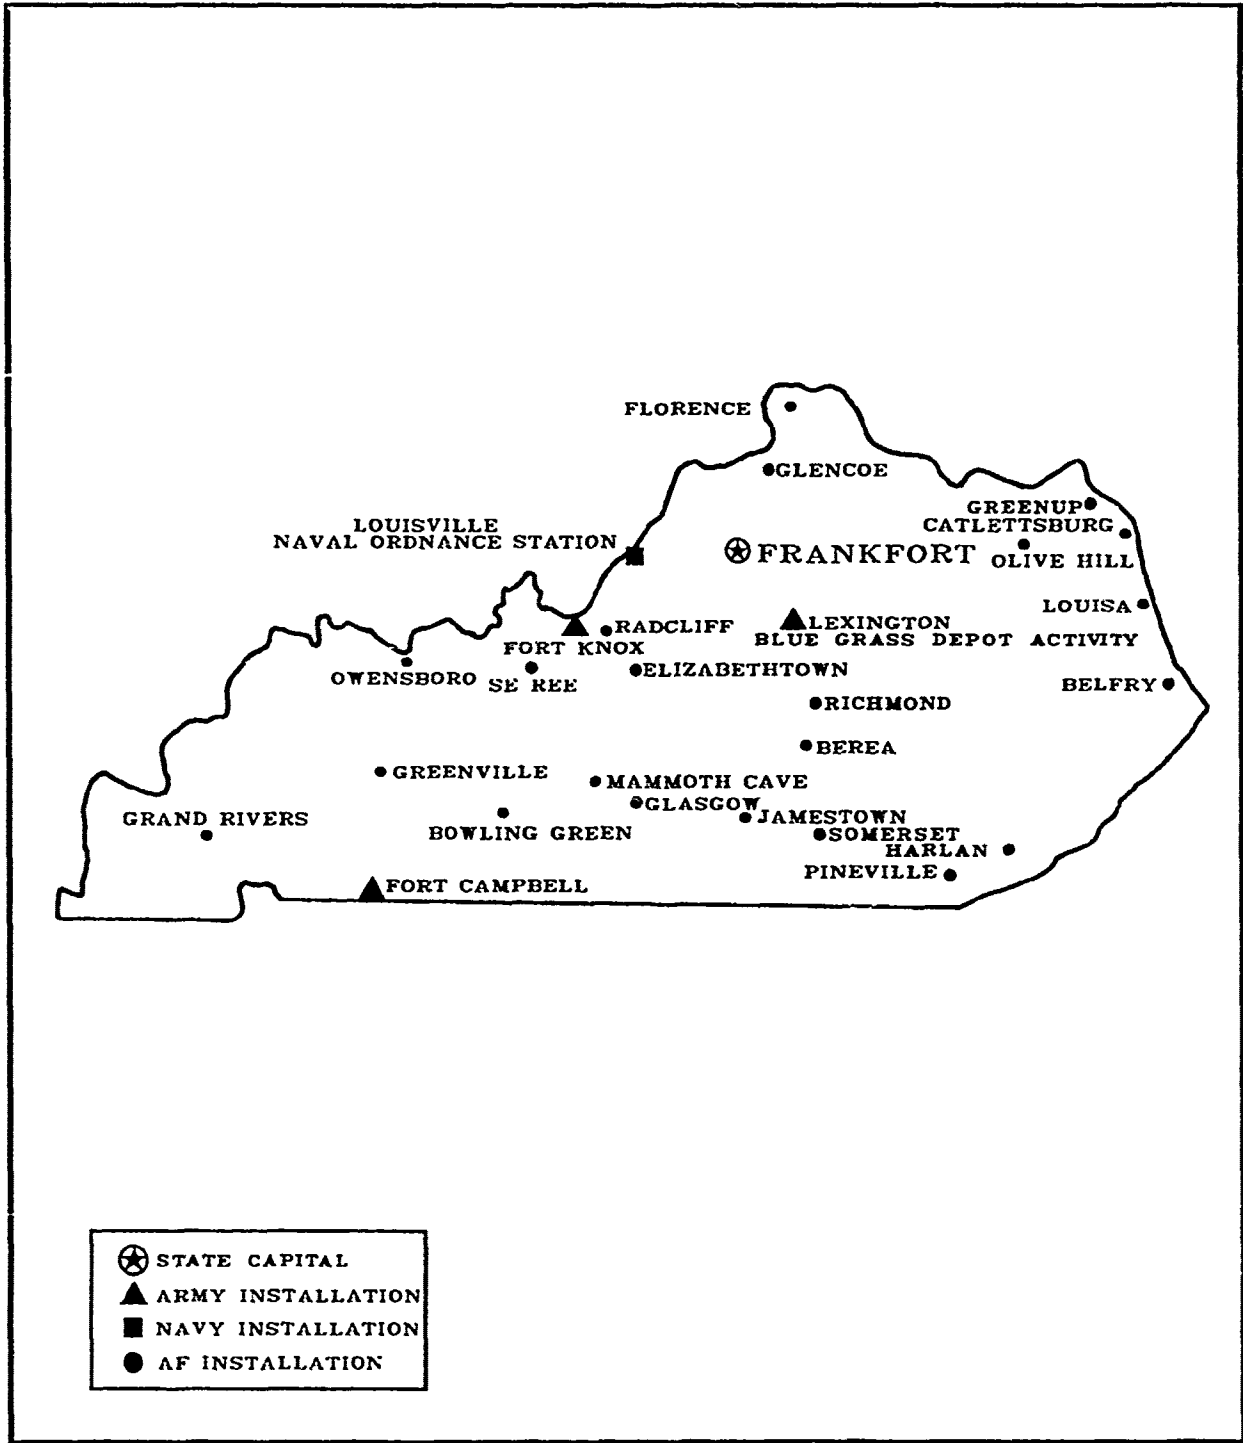 FLORENCE
GLENCOE
GREENUP
LOUISVILLE
CATLETTSBURG
NAVAL ORDNANCE STATION
FRANKFORT
OLIVE HILL
LOUISA
RADCLIFF
LEXINGTON
BLUE GRASS DEPOT ACTIVITY
FORT KNOX
ELIZABETHTOWN
OWENSBORO
SE REE
BELFRY
RICHMOND
BEREA
GREENVILLE
MAMMOTH CAVE
GLASGOW
GRAND RIVERS
JAMESTOWN
BOWLING GREEN
SOMERSET
HARLAN
PINEVILLE
FORT CAMPBELL
STATE CAPITAL
ARMY INSTALLATION
NAVY INSTALLATION
AF INSTALLATION